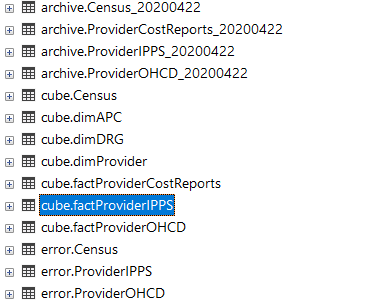 archive.Census_20200422
archive.ProviderCostReports_20200422
archive.ProviderIPPS_20200422
archive.ProviderOHCD_20200422
cube.Census
cube.dimAPC
cube.dimDRG
cube.dimProvider
cube.factProviderCostReports
cube.factProviderIPPS
cube.factProviderOHCD
error.Census
error.ProviderIPPS
error.ProviderOHCD